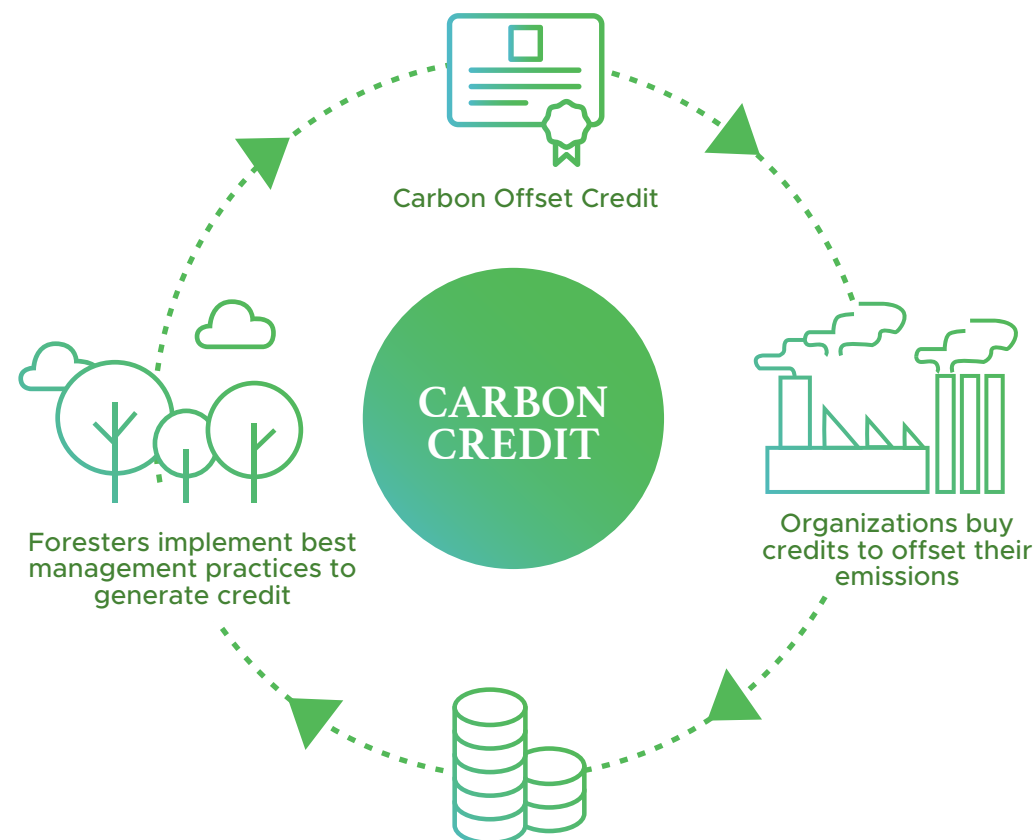 Carbon Offset Credit
CARBON
CREDIT
Foresters implement best
management practices to
generate credit
Organizations buy
credits to offset their
emissions